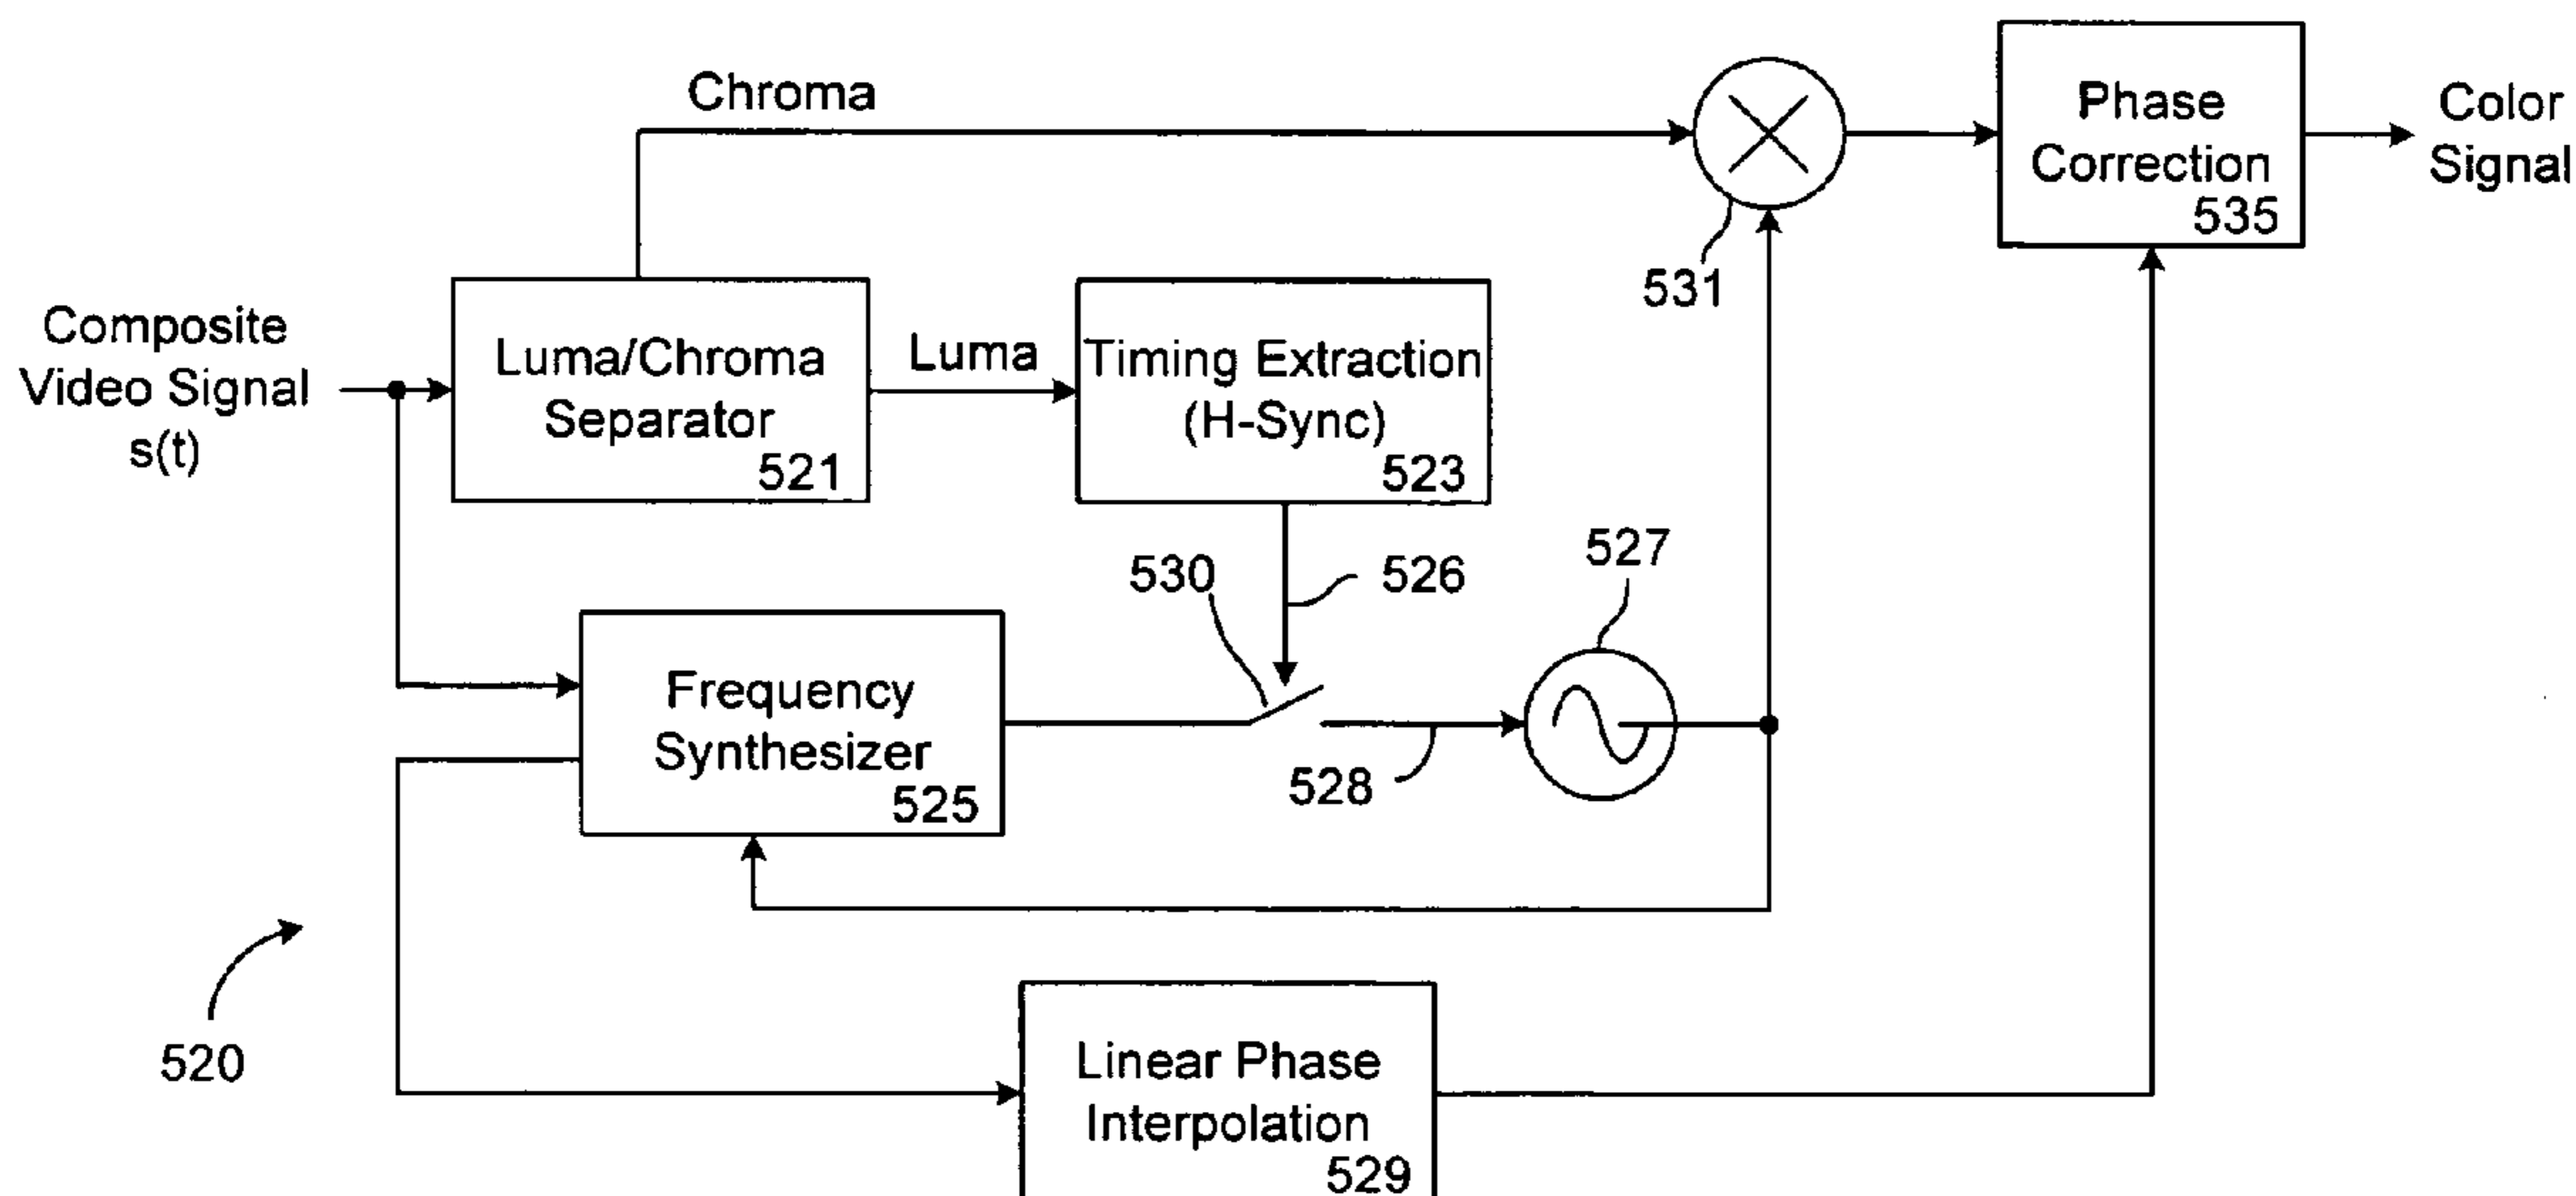 Chroma
Phase
Correction
535
Color
Signal
531
Composite
Video Signal
s(t)
Luma/Chroma
Separator
521
Luma
Timing Extraction
(H-Sync)
523
530
526
527
Frequency
Synthesizer
525
528
520
Linear Phase
Interpolation
529